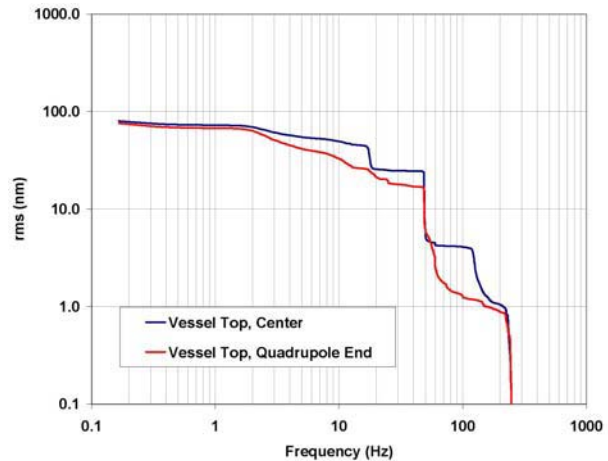 1000.0
100.0
10.0
1.0
0.1
rms (nm)
Vessel Top, Center
Vessel Top, Quadrupole End
0.1 1 10 100 1000
Frequency (Hz)